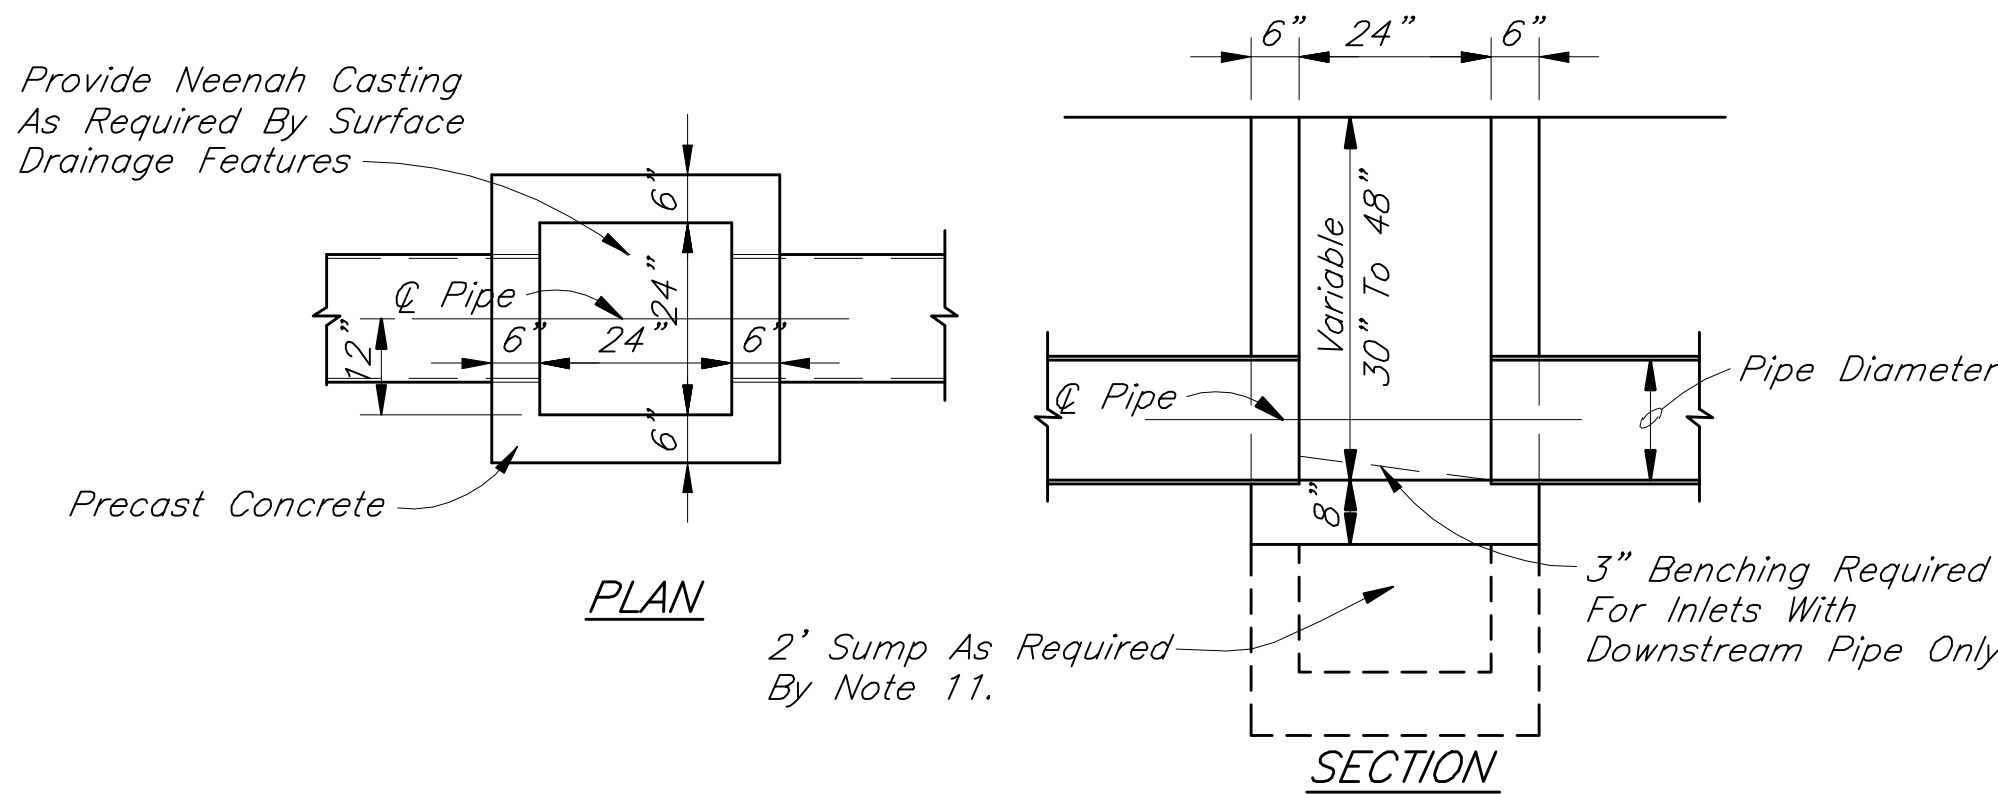 Provide Neenah Casting
As Required By Surface
Drainage Features
6"
24"
6"
℄ Pipe
12"
6"
24"
6"
Precast Concrete
PLAN
6"
24"
6"
Variable
30" To 48"
Pipe Diameter
℄ Pipe
8"
3" Benching Required
For Inlets With
Downstream Pipe Only
2' Sump As Required
By Note 11.
SECTION